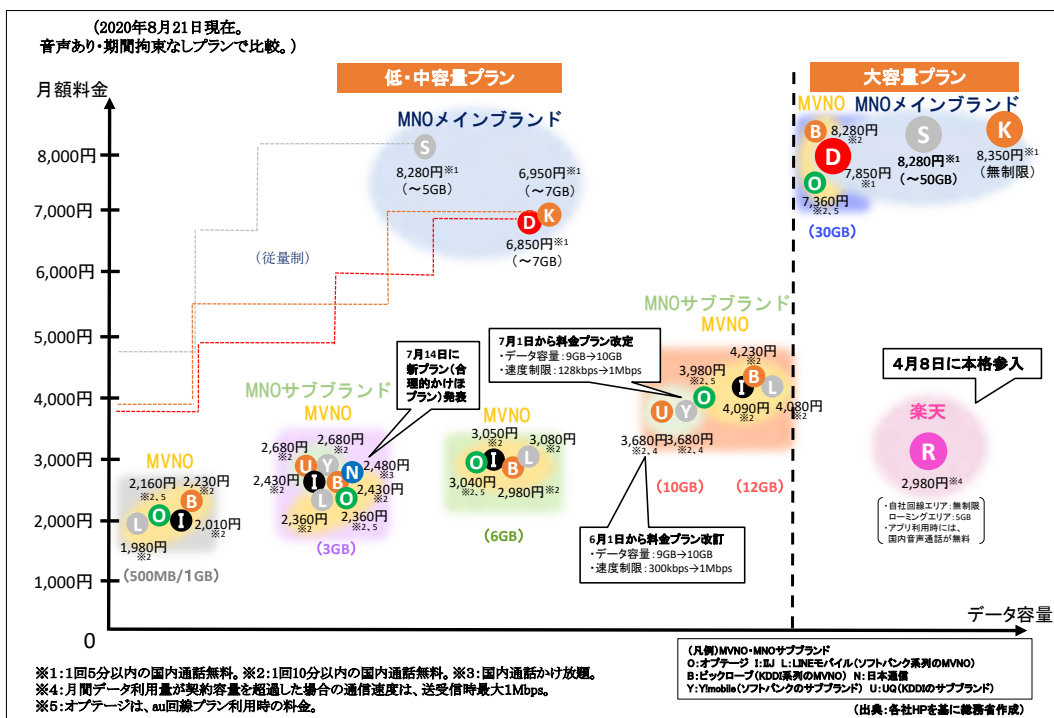 (2020年8月21日現在。
音声あり・期間拘束なしプランで比較。)
低・中容量プラン
大容量プラン
月額料金
8,000円
7,000円
6,000円
5,000円
4,000円
3,000円
2,000円
1,000円
0
データ容量
(従量制)
MNOメインブランド
S
8,280円※1
(~5GB)
6,950円※1
(~7GB)
D K
6,850円※1
(~7GB)
MVNO
MNOメインブランド
B
8,280円
※2
D
7,850円
※1
O
7,360円
※2、5
(30GB)
S
8,280円※1
(~50GB)
K
8,350円※1
(無制限)
MVNO
2,160円
※2、5
2,230円
※2
L O I B
2,010円
※2
1,980円
※2
(500MB/1GB)
MNOサブブランド
MVNO
2,680円
※2
2,680円
※2
U Y N
2,480円
※3
2,430円
※2
I B
2,430円
※2
L O
2,360円
※2
2,360円
※2、5
(3GB)
7月14日に
新プラン(合
理的かけほ
プラン)発表
MVNO
3,050円
※2
3,080円
※2
O I B L
3,040円
※2、5
2,980円※2
(6GB)
7月1日から料金プラン改定
・データ容量:9GB→10GB
・速度制限:128kbps→1Mbps
MNOサブブランド
MVNO
3,980円
※2、5
4,230円
※2
U Y O I B L
4,090円
※2
4,080円
※2
3,680円
※2、4
3,680円
※2、4
(10GB)
(12GB)
6月1日から料金プラン改訂
・データ容量:9GB→10GB
・速度制限:300kbps→1Mbps
4月8日に本格参入
楽天
R
2,980円※4
・自社回線エリア:無制限
ローミングエリア:5GB
・アプリ利用時には、
国内音声通話が無料
(凡例)MVNO・MNOサブブランド
O:オプテージ I:IIJ L:LINEモバイル(ソフトバンク系列のMVNO)
B:ビックローブ(KDDI系列のMVNO) N:日本通信
Y:Y!mobile(ソフトバンクのサブブランド) U:UQ(KDDIのサブブランド)
※1:1回5分以内の国内通話無料。※2:1回10分以内の国内通話無料。※3:国内通話かけ放題。
※4:月間データ利用量が契約容量を超過した場合の通信速度は、送受信時最大1Mbps。
※5:オプテージは、au回線プラン利用時の料金。
(出典:各社HPを基に総務省作成)